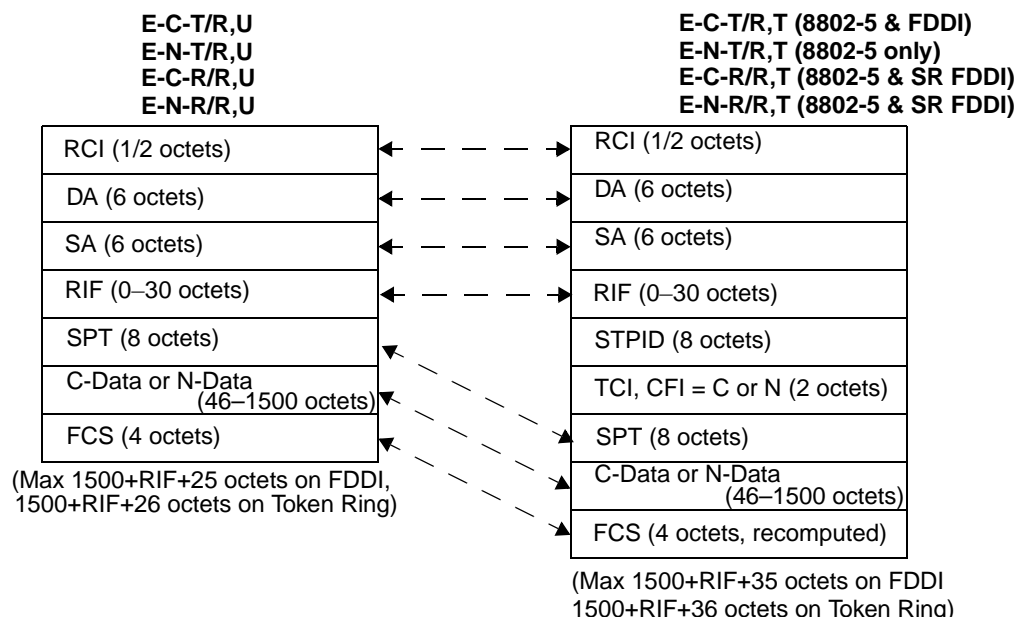 E-C-T/R,U
E-N-T/R,U
E-C-R/R,U
E-N-R/R,U
RCI (1/2 octets)
DA (6 octets)
SA (6 octets)
RIF (0–30 octets)
SPT (8 octets)
C-Data or N-Data
(46–1500 octets)
FCS (4 octets)
(Max 1500+RIF+25 octets on FDDI,
1500+RIF+26 octets on Token Ring)
E-C-T/R,T (8802-5 & FDDI)
E-N-T/R,T (8802-5 only)
E-C-R/R,T (8802-5 & SR FDDI)
E-N-R/R,T (8802-5 & SR FDDI)
RCI (1/2 octets)
DA (6 octets)
SA (6 octets)
RIF (0–30 octets)
STPID (8 octets)
TCI, CFI = C or N (2 octets)
SPT (8 octets)
C-Data or N-Data
(46–1500 octets)
FCS (4 octets, recomputed)
(Max 1500+RIF+35 octets on FDDI
1500+RIF+36 octets on Token Ring)